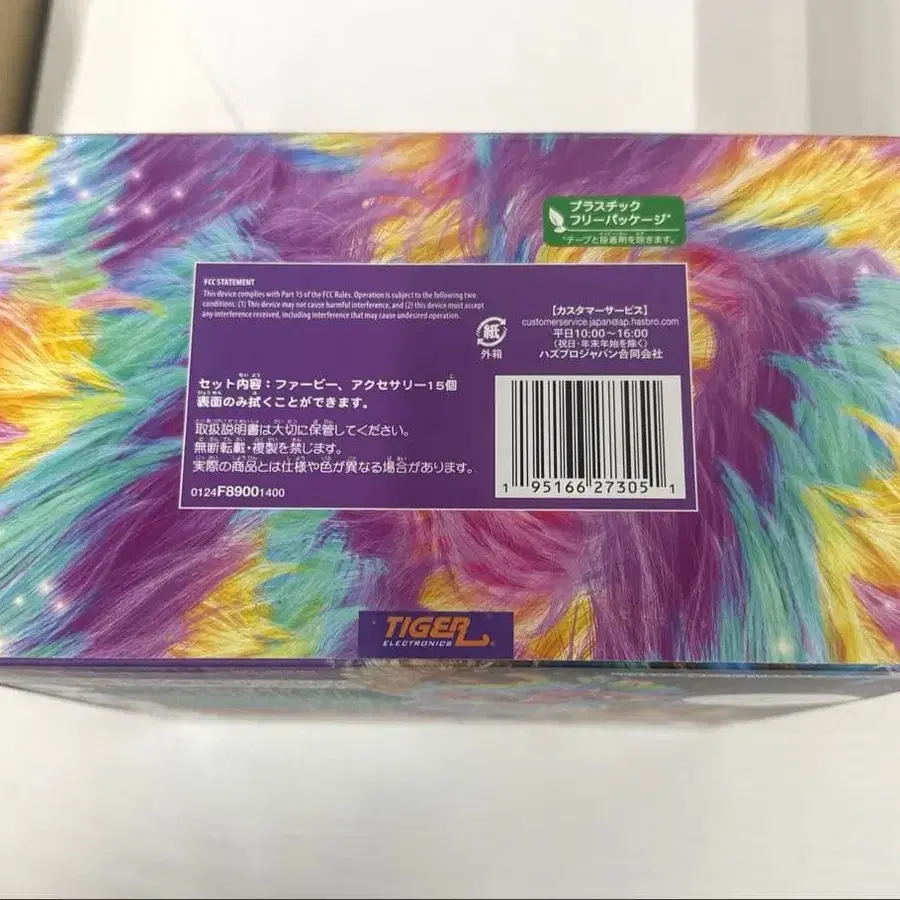 プラスチック
フリーパッケージ*
*テープと接着剤を除きます。
FCC STATEMENT
This device complies with Part 15 of the FCC Rules. Operation is subject to the following two
conditions: (1) This device may not cause harmful interference, and (2) this device must accept
any interference received, including interference that may cause undesired operation.
紙
外箱
【カスタマーサービス】
customerservice.japan@ap.hasbro.com
平日10:00～16:00
(祝日・年末年始を除く)
ハズブロジャパン合同会社
セット内容：ファービー、アクセサリー15個
表面のみ拭くことができます。
取扱説明書は大切に保管してください。
無断転載・複製を禁じます。
実際の商品とは仕様や色が異なる場合があります。
0124F89001400
1 95166 27305 1
TIGER
ELECTRONICS